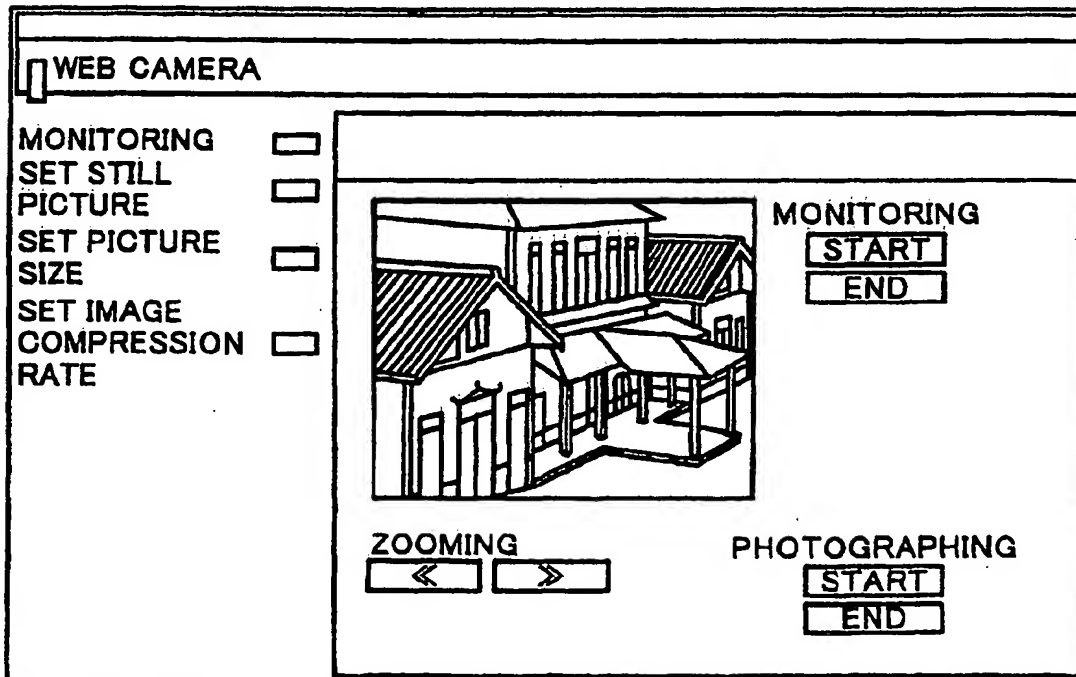 WEB CAMERA
MONITORING
SET STILL
PICTURE
SET PICTURE
SIZE
SET IMAGE
COMPRESSION
RATE
MONITORING
START
END
ZOOMING
≪ ≫
PHOTOGRAPHING
START
END